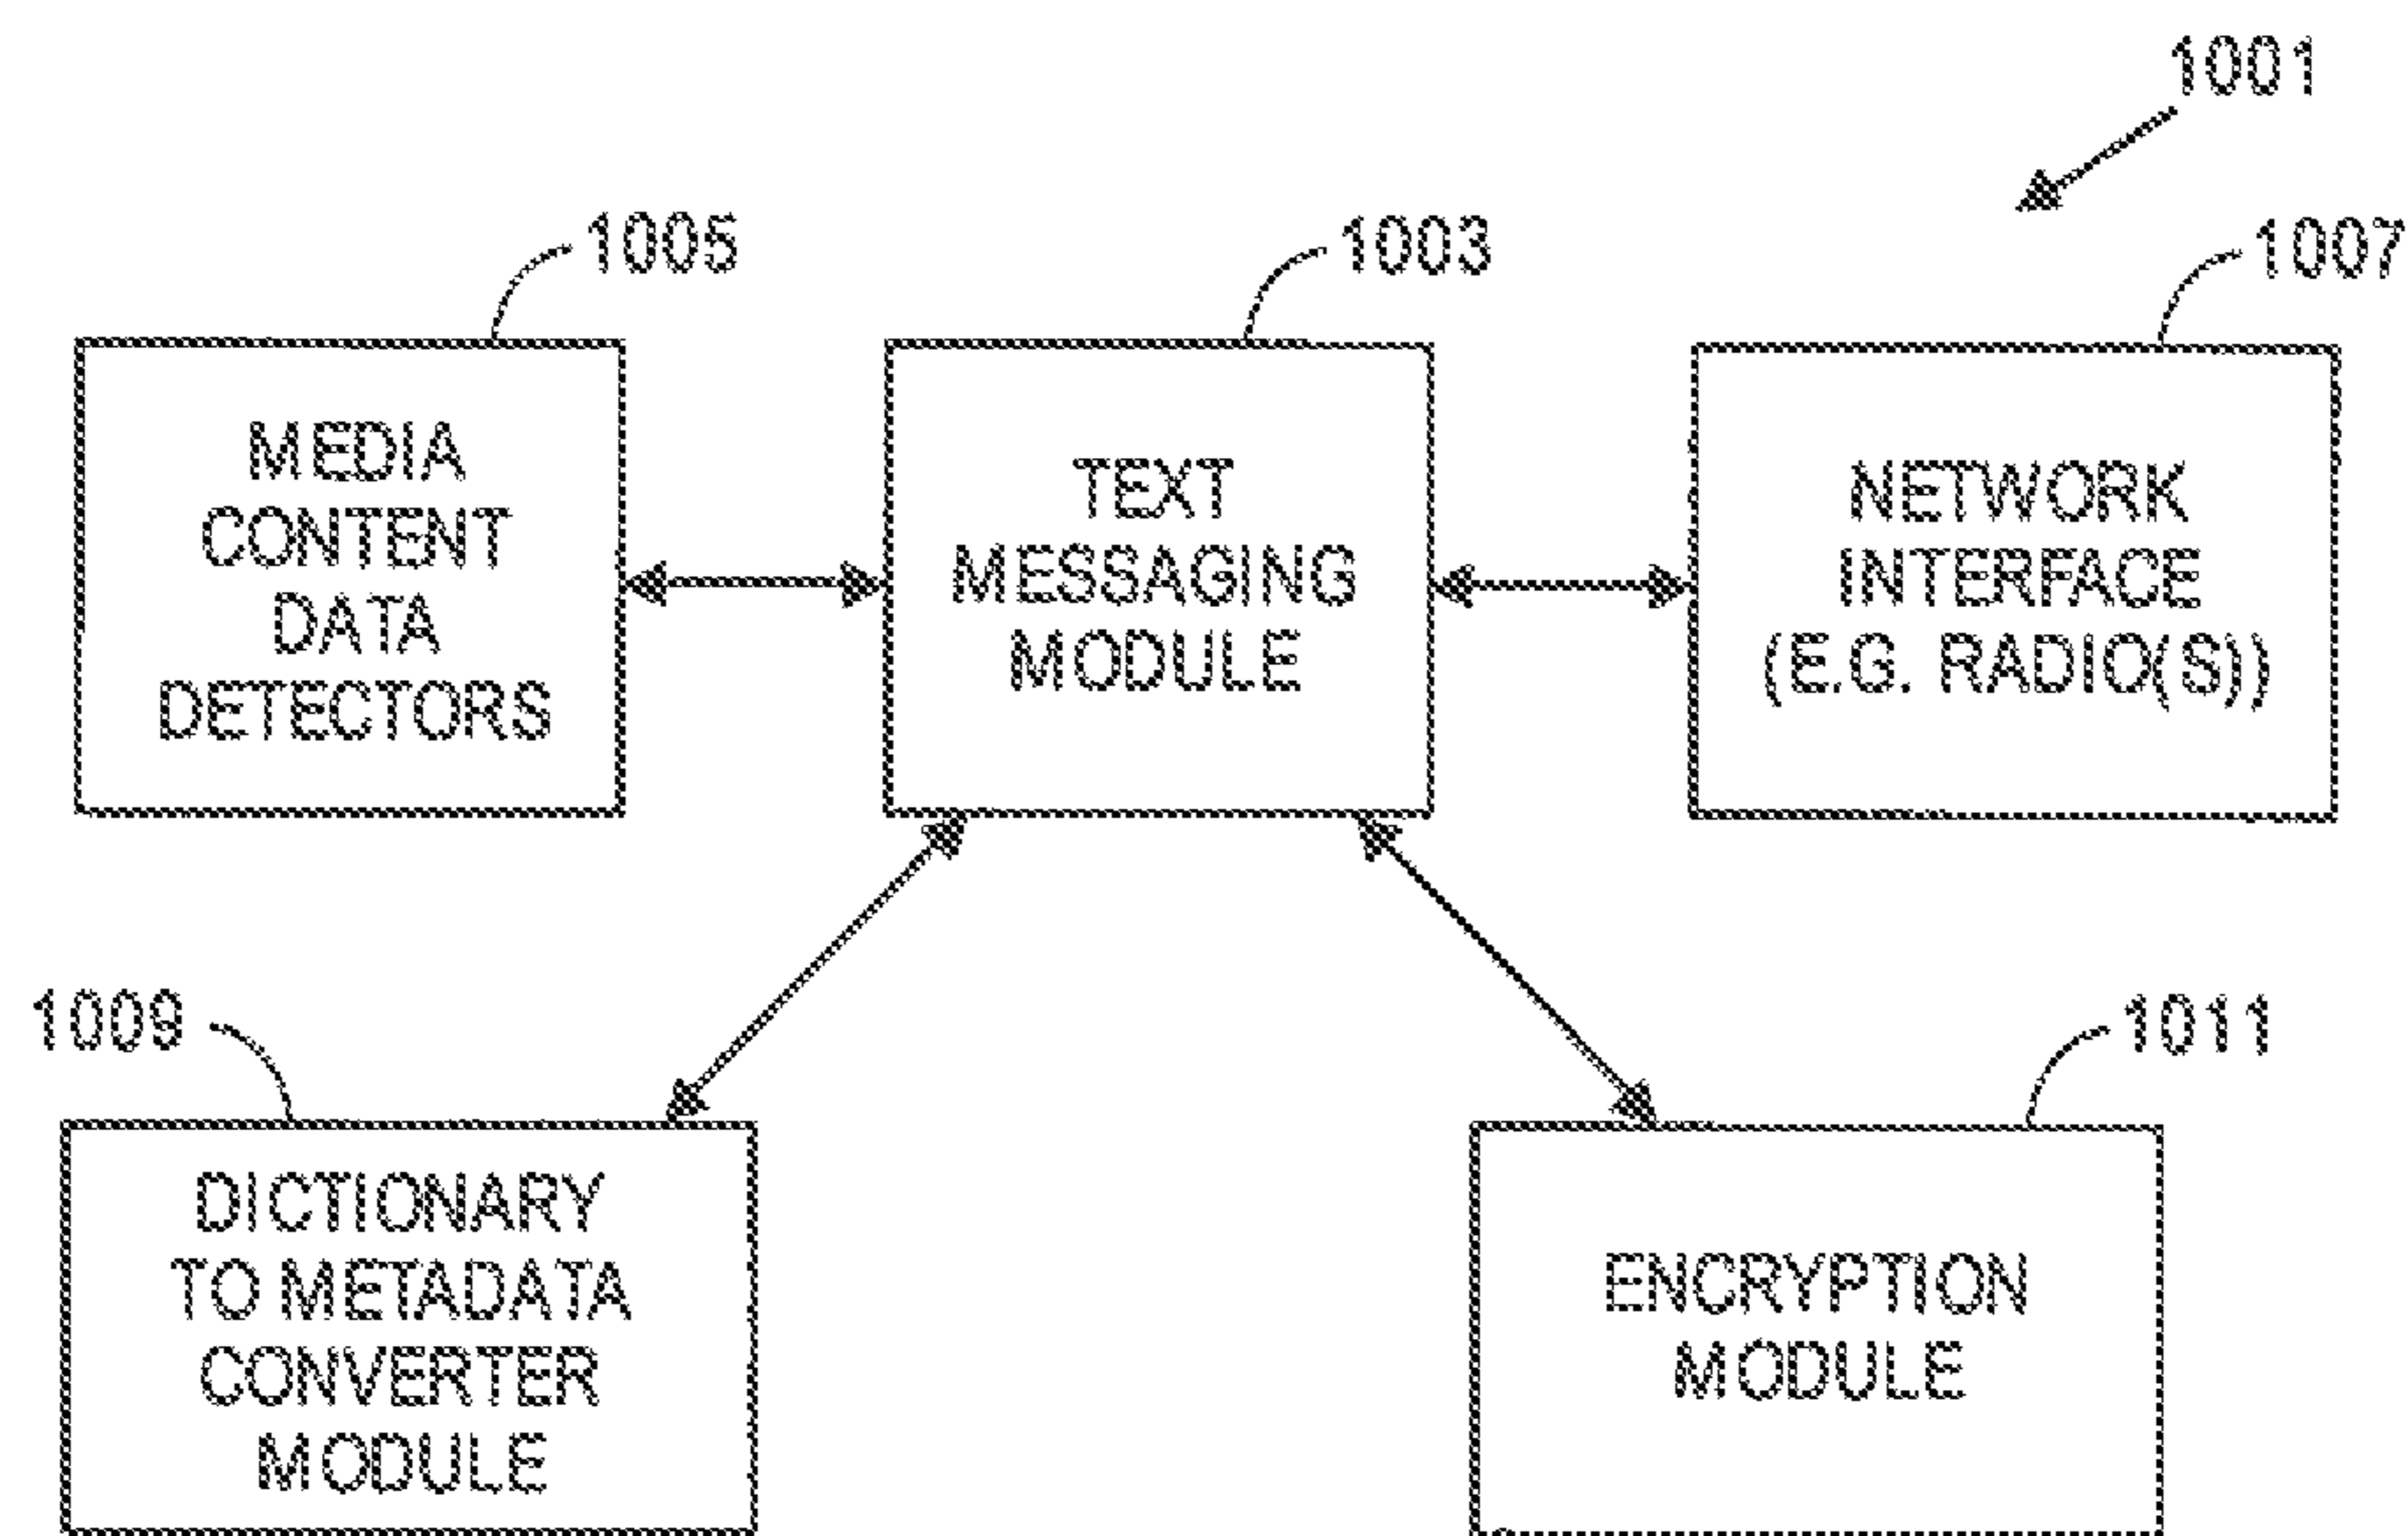 1001
1005
1003
1007
MEDIA
CONTENT
DATA
DETECTORS
TEXT
MESSAGING
MODULE
NETWORK
INTERFACE
(E.G. RADIO(S))
1009
1011
DICTIONARY
TO METADATA
CONVERTER
MODULE
ENCRYPTION
MODULE